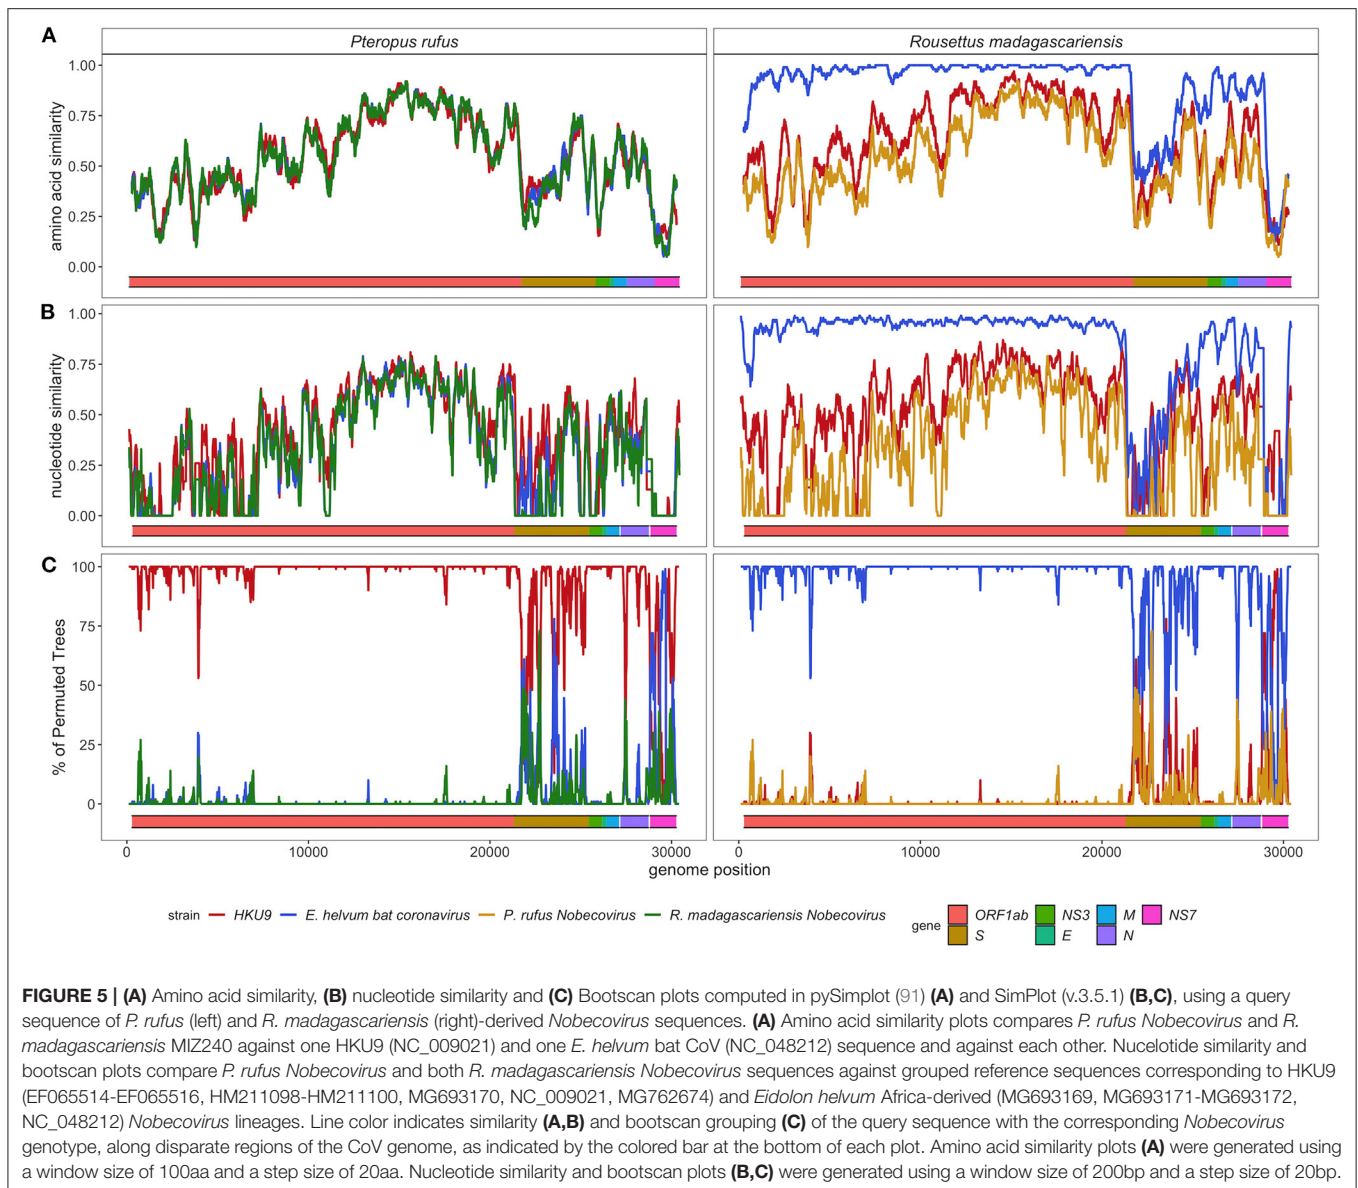 A
Pteropus rufus
Rousettus madagascariensis
amino acid similarity
1.00
0.75
0.50
0.25
0.00
B
nucleotide similarity
1.00
0.75
0.50
0.25
0.00
C
% of Permuted Trees
100
75
50
25
0
0 10000 20000 30000 0 10000 20000 30000
genome position
strain HKU9 E. helvum bat coronavirus P. rufus Nobecovirus R. madagascariensis Nobecovirus
gene ORF1ab NS3 M NS7
S E N
FIGURE 5 | (A) Amino acid similarity, (B) nucleotide similarity and (C) Bootscan plots computed in pySimplot (91) (A) and SimPlot (v.3.5.1) (B,C), using a query
sequence of P. rufus (left) and R. madagascariensis (right)-derived Nobecovirus sequences. (A) Amino acid similarity plots compares P. rufus Nobecovirus and R.
madagascariensis MIZ240 against one HKU9 (NC_009021) and one E. helvum bat CoV (NC_048212) sequence and against each other. Nucelotide similarity and
bootscan plots compare P. rufus Nobecovirus and both R. madagascariensis Nobecovirus sequences against grouped reference sequences corresponding to HKU9
(EF065514-EF065516, HM211098-HM211100, MG693170, NC_009021, MG762674) and Eidolon helvum Africa-derived (MG693169, MG693171-MG693172,
NC_048212) Nobecovirus lineages. Line color indicates similarity (A,B) and bootscan grouping (C) of the query sequence with the corresponding Nobecovirus
genotype, along disparate regions of the CoV genome, as indicated by the colored bar at the bottom of each plot. Amino acid similarity plots (A) were generated using
a window size of 100aa and a step size of 20aa. Nucleotide similarity and bootscan plots (B,C) were generated using a window size of 200bp and a step size of 20bp.